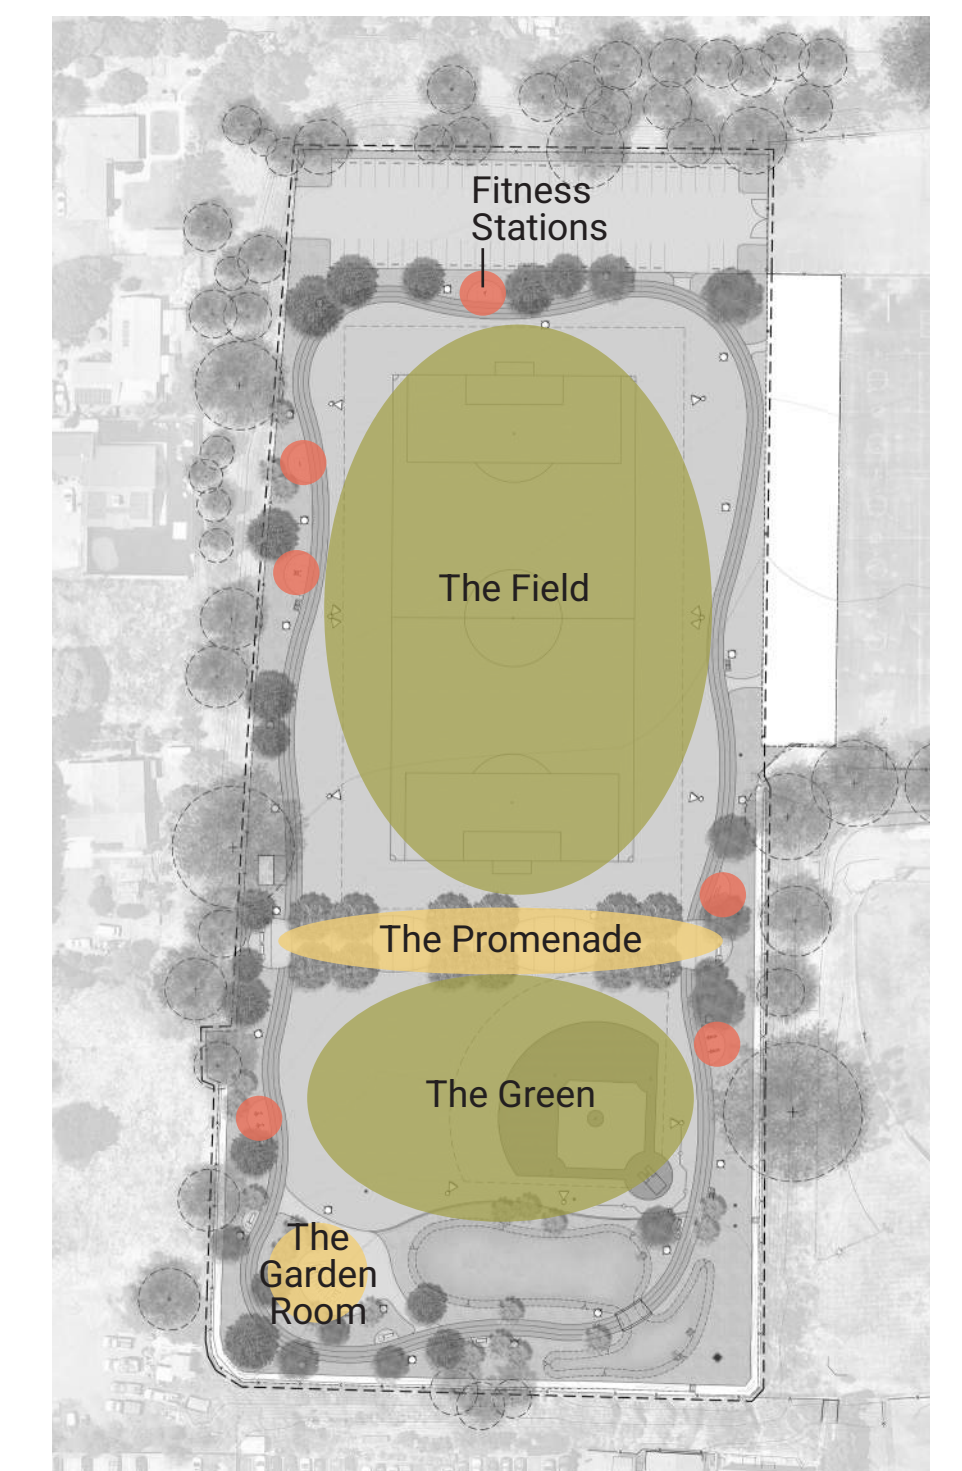 Fitness
Stations
The Field
The Promenade
The Green
The
Garden
Room